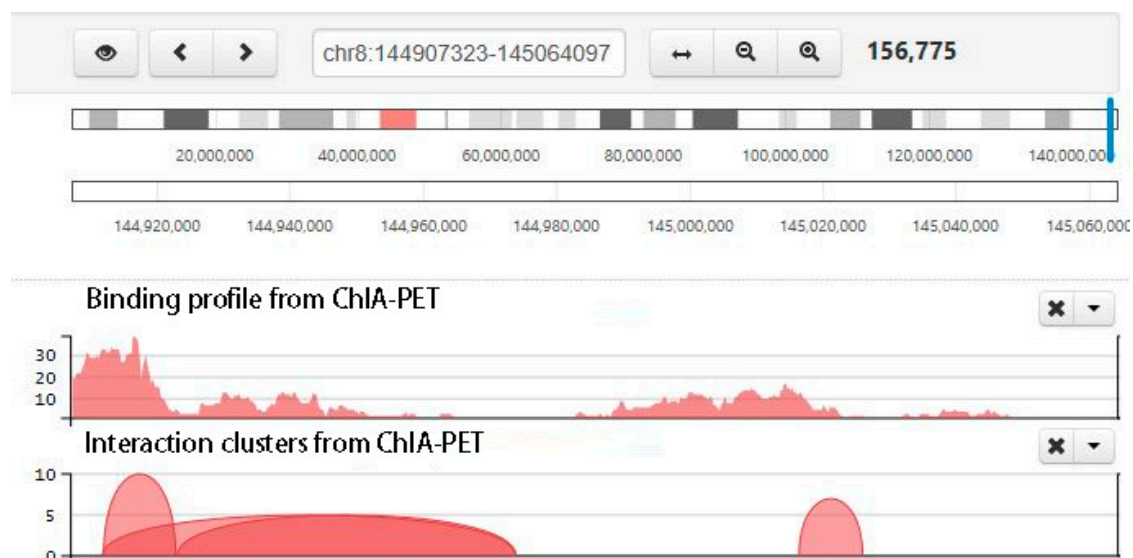 chr8:144907323-145064097 156,775
20,000,000 40,000,000 60,000,000 80,000,000 100,000,000 120,000,000 140,000,000
144,920,000 144,940,000 144,960,000 144,980,000 145,000,000 145,020,000 145,040,000 145,060,000
Binding profile from ChIA-PET
30
20
10
Interaction clusters from ChIA-PET
10
5
0